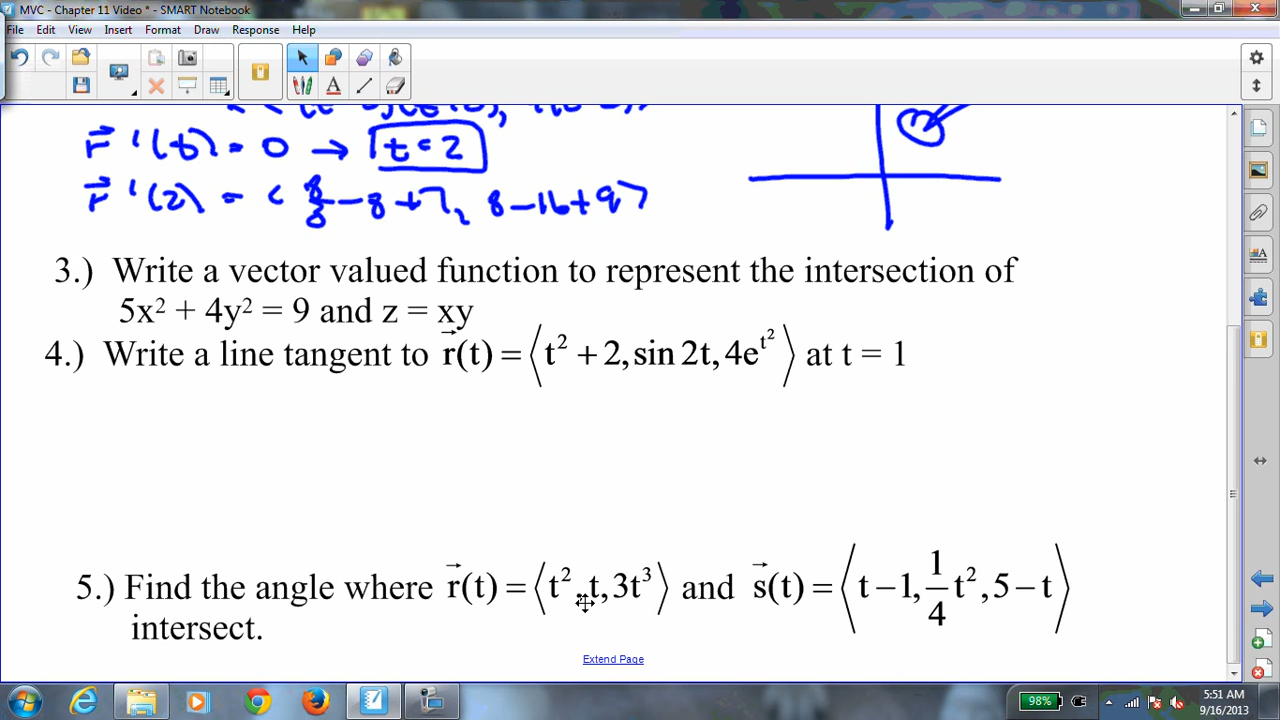 MVC - Chapter 11 Video * - SMART Notebook
File Edit View Insert Format Draw Response Help
r⃗ '(t) = 0 → t = 2
r⃗ '(2) = < 8/8 - 8 + 7, 8 - 16 + 9 >
3.) Write a vector valued function to represent the intersection of
5x² + 4y² = 9 and z = xy
4.) Write a line tangent to r⃗(t) = ⟨t² + 2, sin 2t, 4e^(t²)⟩ at t = 1
5.) Find the angle where r⃗(t) = ⟨t², t, 3t³⟩ and s⃗(t) = ⟨t − 1, 1/4 t², 5 − t⟩
intersect.
Extend Page
98%
5:51 AM
9/16/2013